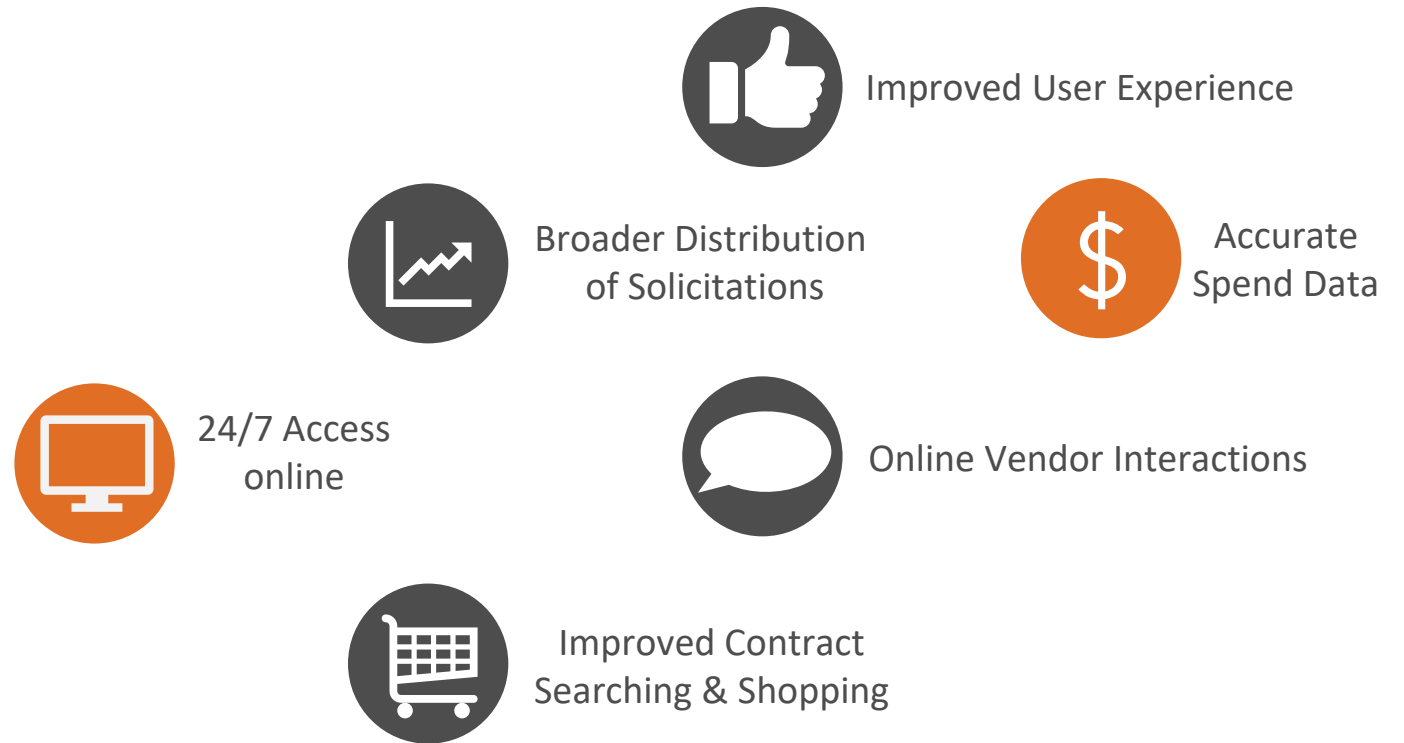 Improved User Experience
Broader Distribution
of Solicitations
$
Accurate
Spend Data
24/7 Access
online
Online Vendor Interactions
Improved Contract
Searching & Shopping